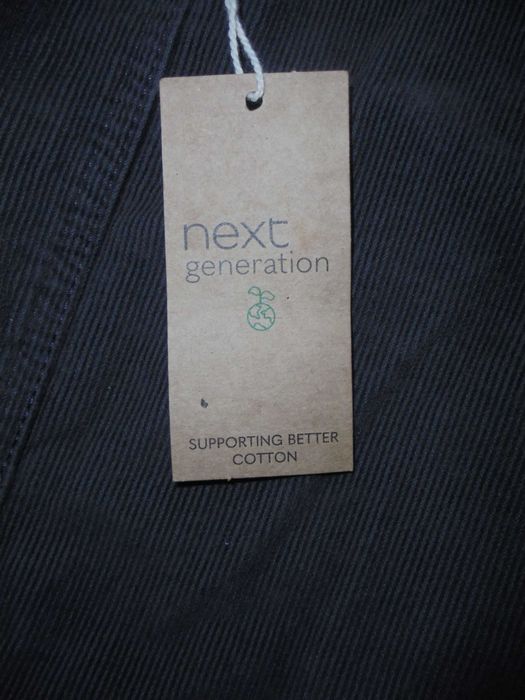 next
generation
SUPPORTING BETTER
COTTON